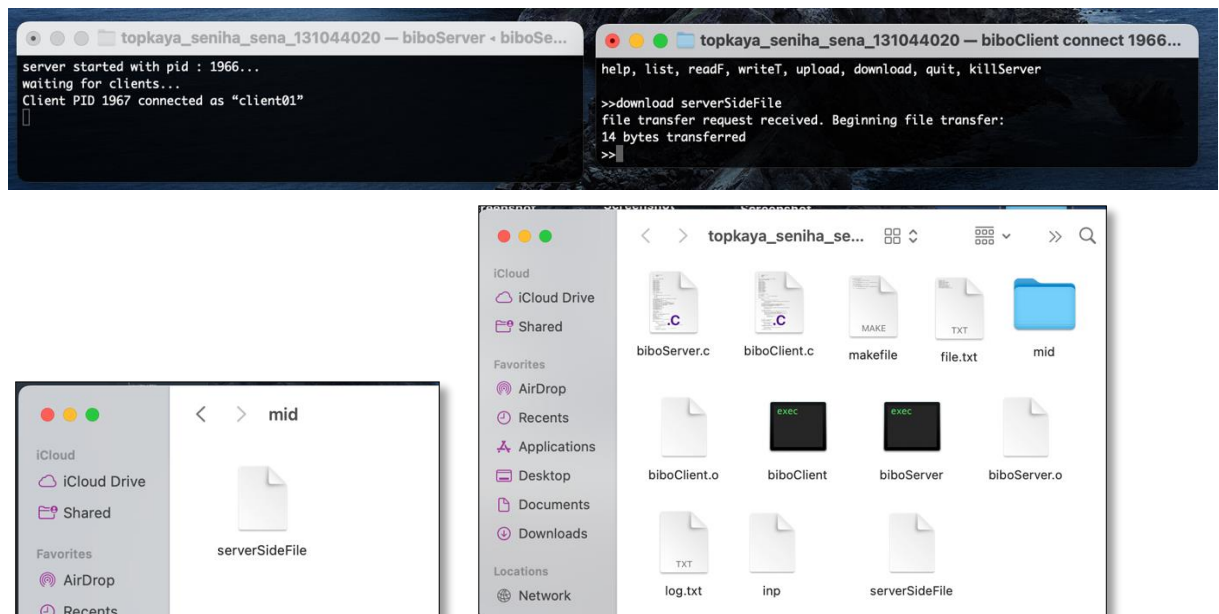 topkaya_seniha_sena_131044020 — biboServer ◂ biboSe...
server started with pid : 1966...
waiting for clients...
Client PID 1967 connected as “client01”
topkaya_seniha_sena_131044020 — biboClient connect 1966...
help, list, readF, writeT, upload, download, quit, killServer
>>download serverSideFile
file transfer request received. Beginning file transfer:
14 bytes transferred
>>
mid
iCloud
iCloud Drive
Shared
Favorites
AirDrop
Recents
serverSideFile
topkaya_seniha_se...
iCloud
iCloud Drive
Shared
Favorites
AirDrop
Recents
Applications
Desktop
Documents
Downloads
Locations
Network
.C
.C
MAKE
TXT
biboServer.c
biboClient.c
makefile
file.txt
mid
exec
exec
biboClient.o
biboClient
biboServer
biboServer.o
TXT
log.txt
inp
serverSideFile